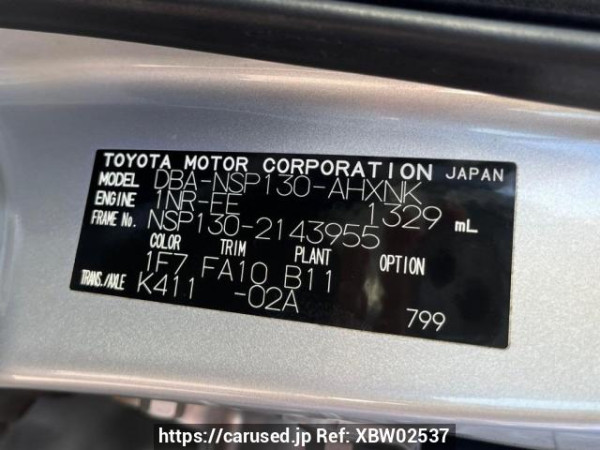 TOYOTA MOTOR CORPORATION JAPAN
MODEL DBA-NSP130-AHXNK
ENGINE 1NR-EE 1329 mL
FRAME No. NSP130-2143955
COLOR TRIM PLANT OPTION
1F7 FA10 B11
TRANS./AXLE K411 -02A
799
https://carused.jp Ref: XBW02537